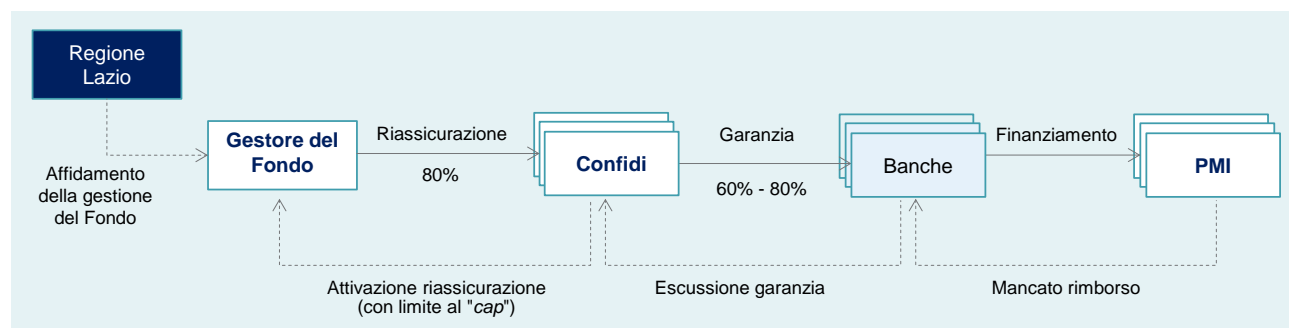 Regione
Lazio
Affidamento
della gestione
del Fondo
Gestore del
Fondo
Riassicurazione
80%
Confidi
Garanzia
60% - 80%
Banche
Finanziamento
PMI
Attivazione riassicurazione
(con limite al "cap")
Escussione garanzia
Mancato rimborso